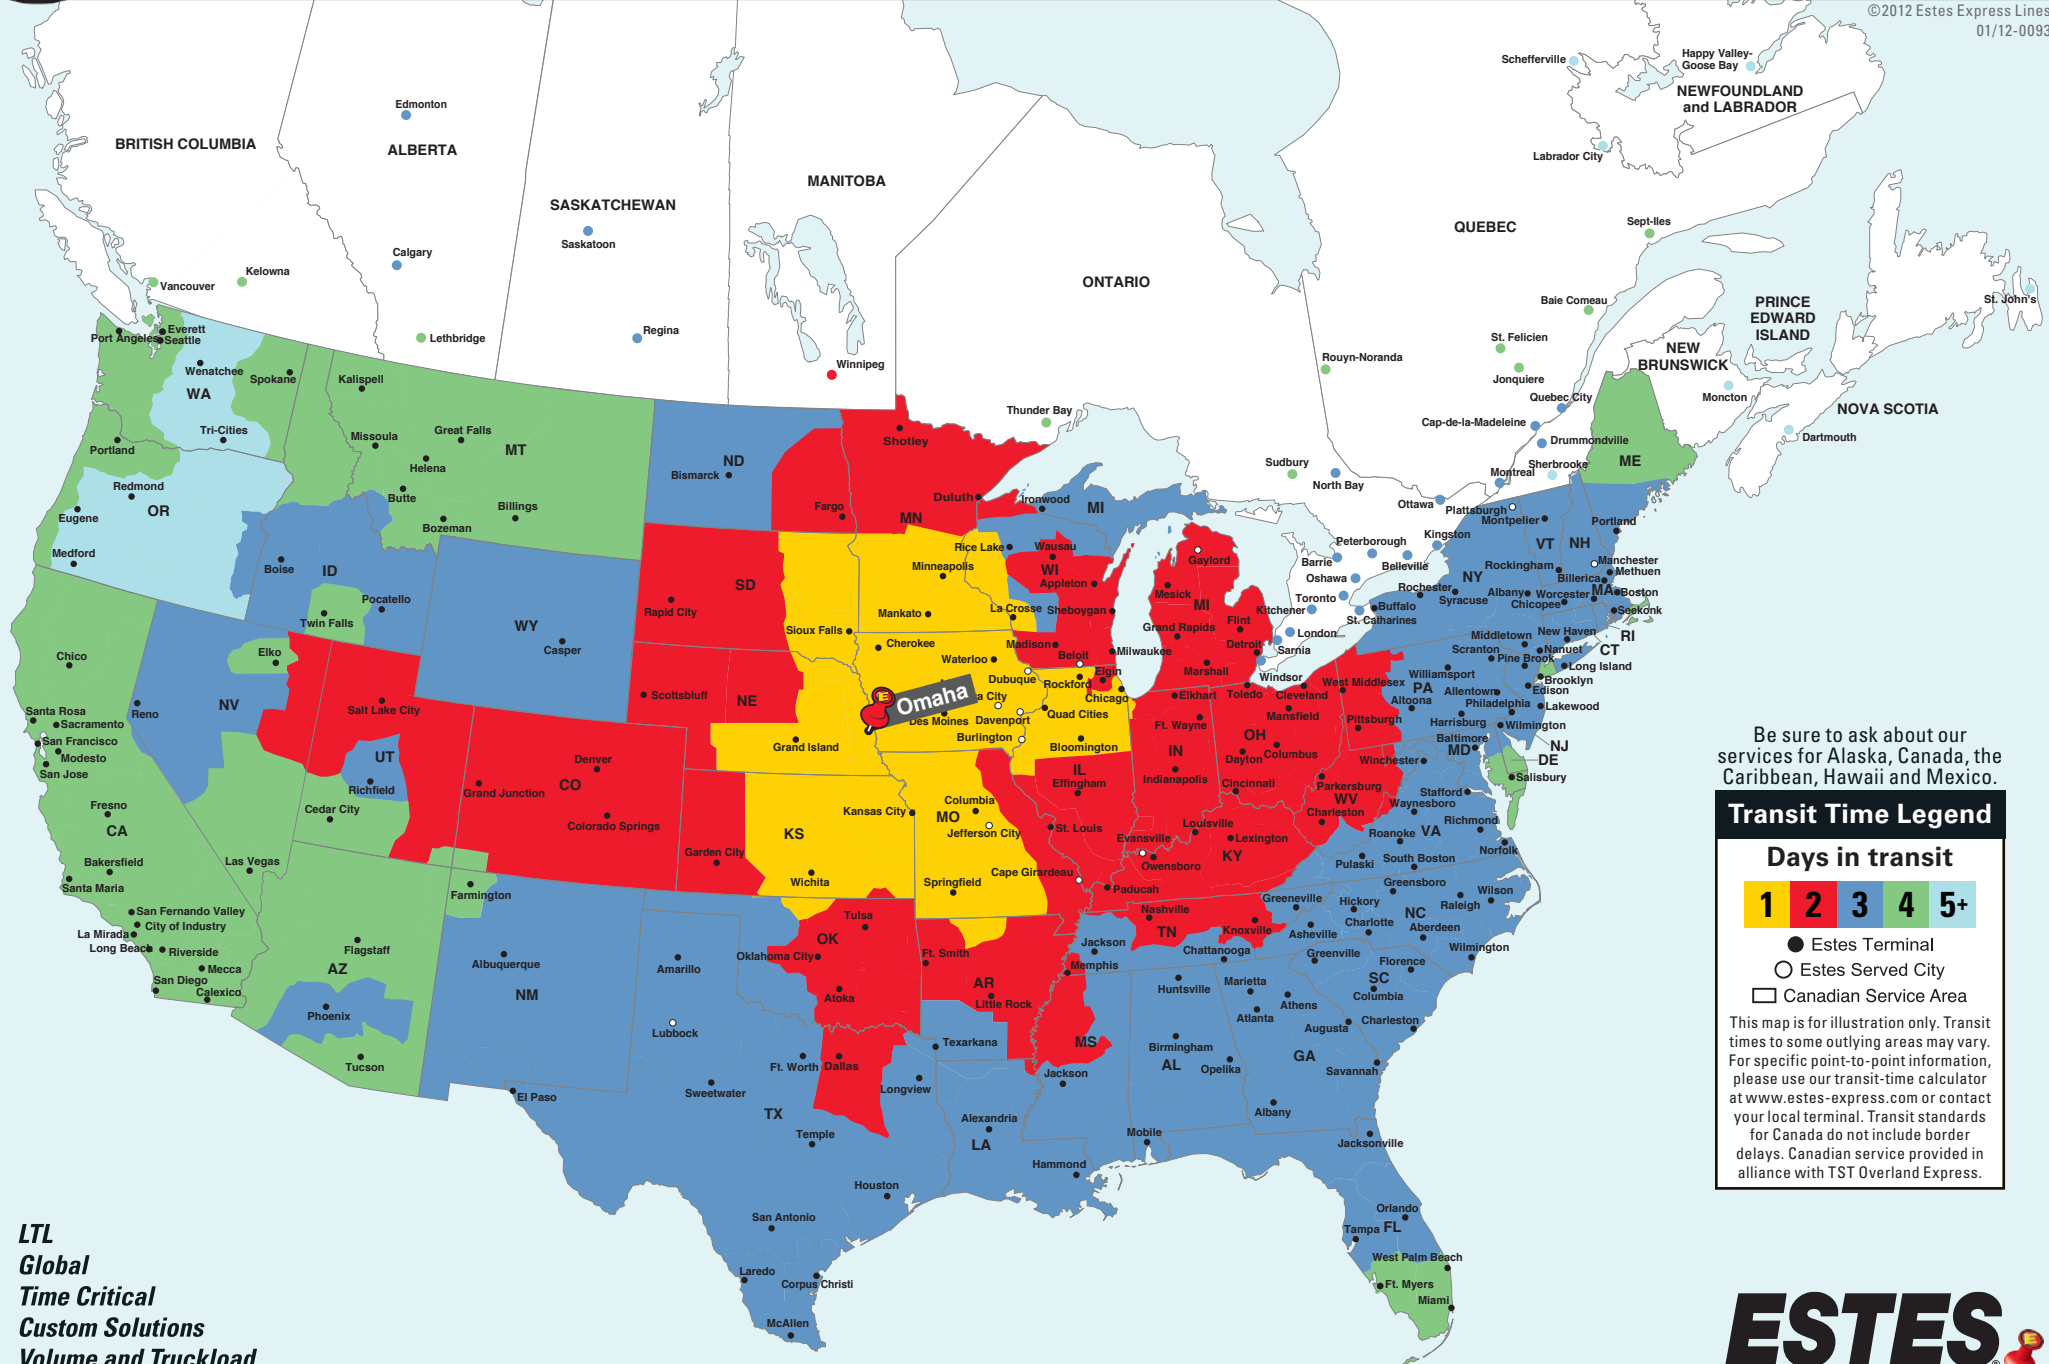 ©2012 Estes Express Lines
01/12-0093
Schefferville
Happy Valley-
Goose Bay
NEWFOUNDLAND
and LABRADOR
Labrador City
Edmonton
BRITISH COLUMBIA
ALBERTA
MANITOBA
SASKATCHEWAN
Saskatoon
QUEBEC
Sept-Iles
Calgary
Kelowna
Vancouver
ONTARIO
Baie Comeau
PRINCE
EDWARD
ISLAND
St. John's
Regina
Lethbridge
Winnipeg
St. Felicien
Jonquiere
Rouyn-Noranda
NEW
BRUNSWICK
Moncton
NOVA SCOTIA
Dartmouth
Thunder Bay
Quebec City
Cap-de-la-Madeleine
Drummondville
Sherbrooke
Montreal
Sudbury
North Bay
Ottawa
Kingston
Peterborough
Belleville
Barrie
Oshawa
Toronto
Kitchener
St. Catharines
London
Sarnia
Windsor
Port Angeles
Everett
Seattle
Wenatchee
Spokane
WA
Tri-Cities
Portland
Redmond
OR
Eugene
Medford
Kalispell
Missoula
Great Falls
MT
Helena
Butte
Bozeman
Billings
Boise
ID
Pocatello
Twin Falls
WY
Casper
ND
Bismarck
Fargo
SD
Rapid City
Sioux Falls
Shotley
Duluth
MN
Minneapolis
Mankato
Ironwood
MI
Rice Lake
Wausau
WI
Appleton
La Crosse
Sheboygan
Madison
Beloit
Milwaukee
Gaylord
Mesick
MI
Grand Rapids
Flint
Detroit
Marshall
Cherokee
Waterloo
Dubuque
Omaha
a City
Des Moines
Davenport
Burlington
Rockford
Elgin
Chicago
Quad Cities
Bloomington
IL
Effingham
Scottsbluff
NE
Grand Island
Chico
Santa Rosa
Sacramento
San Francisco
Modesto
San Jose
Fresno
CA
Bakersfield
Santa Maria
San Fernando Valley
City of Industry
La Mirada
Long Beach
Riverside
Mecca
San Diego
Calexico
Reno
NV
Elko
Las Vegas
Salt Lake City
UT
Richfield
Cedar City
Denver
Grand Junction
CO
Colorado Springs
KS
Garden City
Wichita
Kansas City
Columbia
MO
Jefferson City
Springfield
St. Louis
Cape Girardeau
Elkhart
Ft. Wayne
IN
Indianapolis
Evansville
Toledo
Cleveland
Mansfield
OH
Dayton
Columbus
Cincinnati
Louisville
Lexington
Owensboro
KY
Paducah
West Middlesex
Pittsburgh
Parkersburg
WV
Charleston
Plattsburgh
Montpelier
Portland
VT
NH
ME
Manchester
Methuen
Rockingham
Billerica
MA
Boston
NY
Rochester
Syracuse
Albany
Worcester
Chicopee
Seekonk
RI
Buffalo
Middletown
New Haven
CT
Scranton
Nanuet
Pine Brook
Long Island
Williamsport
PA
Allentown
Brooklyn
Edison
Altoona
Philadelphia
Lakewood
Harrisburg
Wilmington
Baltimore
MD
NJ
DE
Winchester
Salisbury
Stafford
Waynesboro
Richmond
Roanoke
VA
Norfolk
Pulaski
South Boston
Greensboro
Wilson
Raleigh
Hickory
NC
Charlotte
Aberdeen
Asheville
Wilmington
Greeneville
Nashville
TN
Knoxville
Jackson
Chattanooga
Memphis
Greenville
Florence
SC
Columbia
Charleston
Farmington
Flagstaff
AZ
Phoenix
Tucson
Albuquerque
NM
Tulsa
OK
Oklahoma City
Atoka
Amarillo
Lubbock
Ft. Smith
AR
Little Rock
Texarkana
Ft. Worth
Dallas
Longview
Sweetwater
El Paso
TX
Temple
Houston
San Antonio
Laredo
Corpus Christi
McAllen
Alexandria
LA
Hammond
MS
Jackson
Huntsville
Birmingham
AL
Opelika
Mobile
Marietta
Athens
Atlanta
Augusta
GA
Savannah
Albany
Jacksonville
Orlando
Tampa
FL
West Palm Beach
Ft. Myers
Miami
Be sure to ask about our
services for Alaska, Canada, the
Caribbean, Hawaii and Mexico.
Transit Time Legend
Days in transit
1 2 3 4 5+
Estes Terminal
Estes Served City
Canadian Service Area
This map is for illustration only. Transit
times to some outlying areas may vary.
For specific point-to-point information,
please use our transit-time calculator
at www.estes-express.com or contact
your local terminal. Transit standards
for Canada do not include border
delays. Canadian service provided in
alliance with TST Overland Express.
LTL
Global
Time Critical
Custom Solutions
Volume and Truckload
ESTES